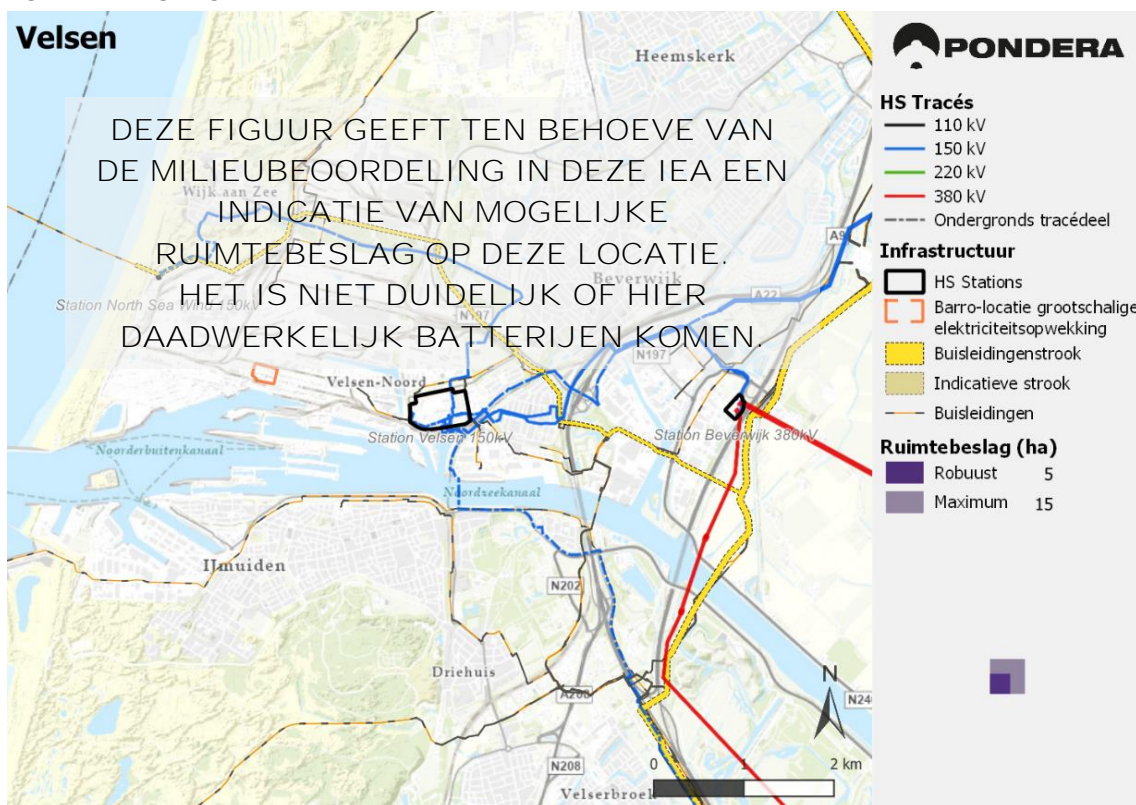 Velsen
Heemskerk
DEZE FIGUUR GEEFT TEN BEHOEVE VAN
DE MILIEUBEOORDELING IN DEZE IEA EEN
INDICATIE VAN MOGELIJKE
RUIMTEBESLAG OP DEZE LOCATIE.
HET IS NIET DUIDELIJK OF HIER
DAADWERKELIJK BATTERIJEN KOMEN.
Wijk aan Zee
A9
Beverwijk
A22
Station North Sea Wind 150kV
N197
N197
Velsen-Noord
Station Velsen 150kV
Station Beverwijk 380kV
Noorderbuitenkanaal
Noordzeekanaal
IJmuiden
N202
Driehuis
A208
N208
Velserbroek
N
N246
0 1 2 km
PONDERA
HS Tracés
110 kV
150 kV
220 kV
380 kV
Ondergronds tracédeel
Infrastructuur
HS Stations
Barro-locatie grootschalige
elektriciteitsopwekking
Buisleidingenstrook
Indicatieve strook
Buisleidingen
Ruimtebeslag (ha)
Robuust 5
Maximum 15